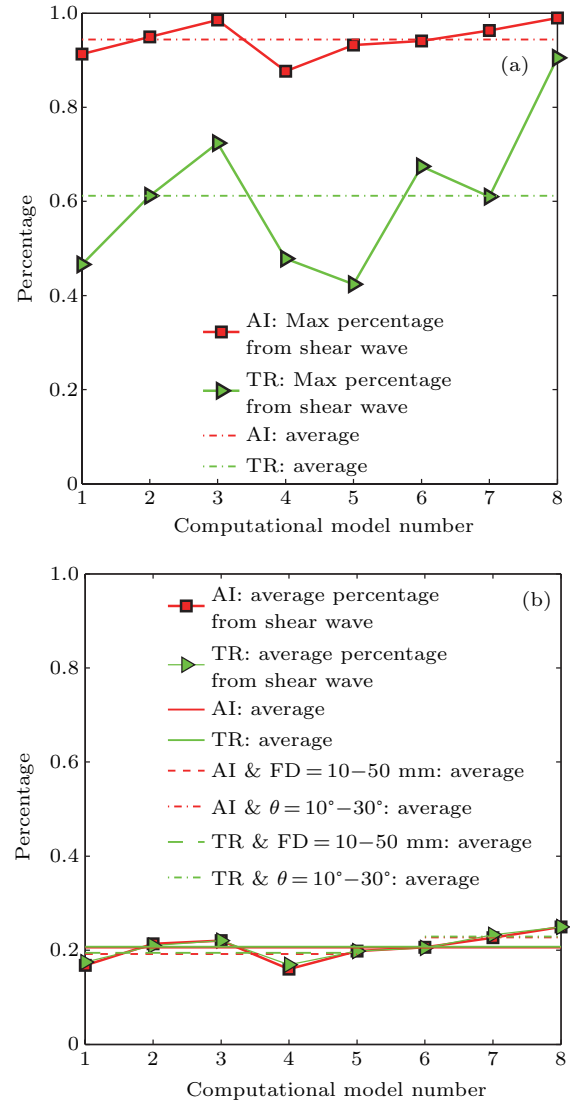 1.0
(a)
0.8
0.6
Percentage
0.4
AI: Max percentage
from shear wave
TR: Max percentage
from shear wave
0.2
AI: average
TR: average
0
1 2 3 4 5 6 7 8
Computational model number
1.0
(b)
AI: average percentage
from shear wave
0.8
TR: average percentage
from shear wave
AI: average
TR: average
0.6
AI & FD = 10−50 mm: average
AI & θ = 10°−30°: average
Percentage
TR & FD = 10−50 mm: average
0.4
TR & θ = 10°−30°: average
0.2
0
1 2 3 4 5 6 7 8
Computational model number